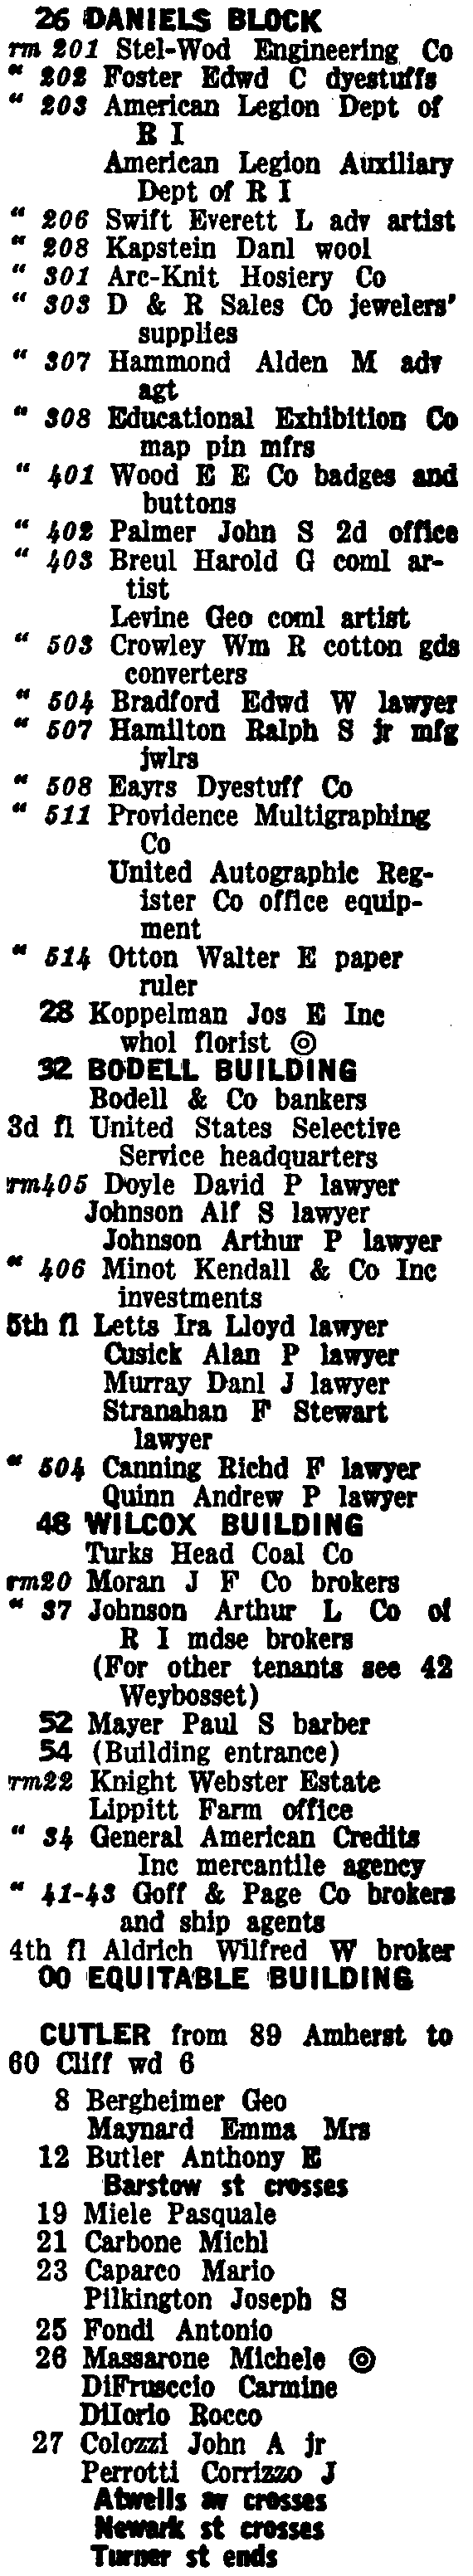 26 DANIELS BLOCK
rm 201 Stel-Wod Engineering Co
" 202 Foster Edwd C dyestuffs
" 203 American Legion Dept of
R I
American Legion Auxiliary
Dept of R I
" 206 Swift Everett L adv artist
" 208 Kapstein Danl wool
" 301 Arc-Knit Hosiery Co
" 303 D & R Sales Co jewelers'
supplies
" 307 Hammond Alden M adv
agt
" 308 Educational Exhibition Co
map pin mfrs
" 401 Wood E E Co badges and
buttons
" 402 Palmer John S 2d office
" 403 Breul Harold G coml ar-
tist
Levine Geo coml artist
" 503 Crowley Wm R cotton gds
converters
" 504 Bradford Edwd W lawyer
" 507 Hamilton Ralph S jr mfg
jwlrs
" 508 Eayrs Dyestuff Co
" 511 Providence Multigraphing
Co
United Autographic Reg-
ister Co office equip-
ment
" 514 Otton Walter E paper
ruler
28 Koppelman Jos E Inc
whol florist ◎
32 BODELL BUILDING
Bodell & Co bankers
3d fl United States Selective
Service headquarters
rm405 Doyle David P lawyer
Johnson Alf S lawyer
Johnson Arthur P lawyer
" 406 Minot Kendall & Co Inc
investments
5th fl Letts Ira Lloyd lawyer
Cusick Alan P lawyer
Murray Danl J lawyer
Stranahan F Stewart
lawyer
" 504 Canning Richd F lawyer
Quinn Andrew P lawyer
48 WILCOX BUILDING
Turks Head Coal Co
rm20 Moran J F Co brokers
" 37 Johnson Arthur L Co of
R I mdse brokers
(For other tenants see 42
Weybosset)
52 Mayer Paul S barber
54 (Building entrance)
rm22 Knight Webster Estate
Lippitt Farm office
" 34 General American Credits
Inc mercantile agency
" 41-43 Goff & Page Co brokers
and ship agents
4th fl Aldrich Wilfred W broker
00 EQUITABLE BUILDING
CUTLER from 89 Amherst to
60 Cliff wd 6
8 Bergheimer Geo
Maynard Emma Mrs
12 Butler Anthony E
Barstow st crosses
19 Miele Pasquale
21 Carbone Michl
23 Caparco Mario
Pilkington Joseph S
25 Fondi Antonio
26 Massarone Michele ◎
DiFrusccio Carmine
DiIorio Rocco
27 Colozzi John A jr
Perrotti Corrizzo J
Atwells av crosses
Newark st crosses
Turner st ends